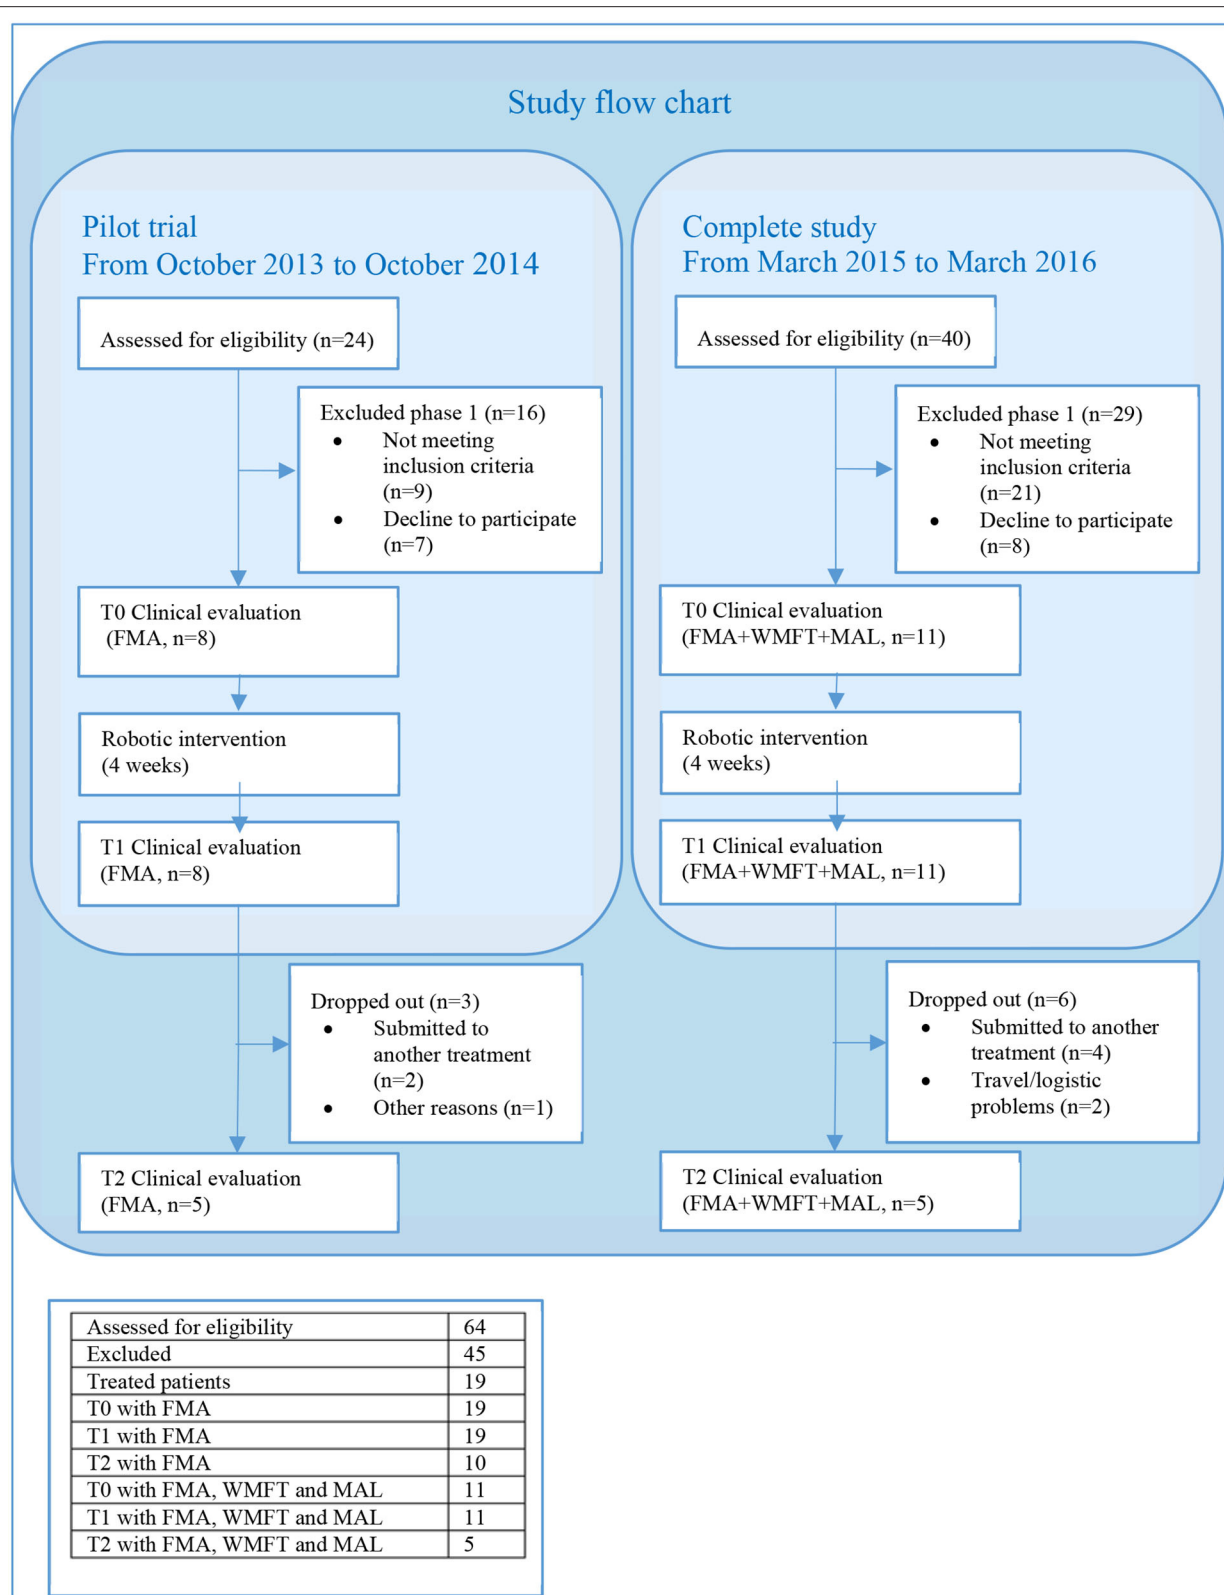 Study flow chart
Pilot trial
From October 2013 to October 2014
Assessed for eligibility (n=24)
Excluded phase 1 (n=16)
• Not meeting
inclusion criteria
(n=9)
• Decline to participate
(n=7)
T0 Clinical evaluation
(FMA, n=8)
Robotic intervention
(4 weeks)
T1 Clinical evaluation
(FMA, n=8)
Dropped out (n=3)
• Submitted to
another treatment
(n=2)
• Other reasons (n=1)
T2 Clinical evaluation
(FMA, n=5)
Complete study
From March 2015 to March 2016
Assessed for eligibility (n=40)
Excluded phase 1 (n=29)
• Not meeting
inclusion criteria
(n=21)
• Decline to participate
(n=8)
T0 Clinical evaluation
(FMA+WMFT+MAL, n=11)
Robotic intervention
(4 weeks)
T1 Clinical evaluation
(FMA+WMFT+MAL, n=11)
Dropped out (n=6)
• Submitted to another
treatment (n=4)
• Travel/logistic
problems (n=2)
T2 Clinical evaluation
(FMA+WMFT+MAL, n=5)
Assessed for eligibility 64
Excluded 45
Treated patients 19
T0 with FMA 19
T1 with FMA 19
T2 with FMA 10
T0 with FMA, WMFT and MAL 11
T1 with FMA, WMFT and MAL 11
T2 with FMA, WMFT and MAL 5